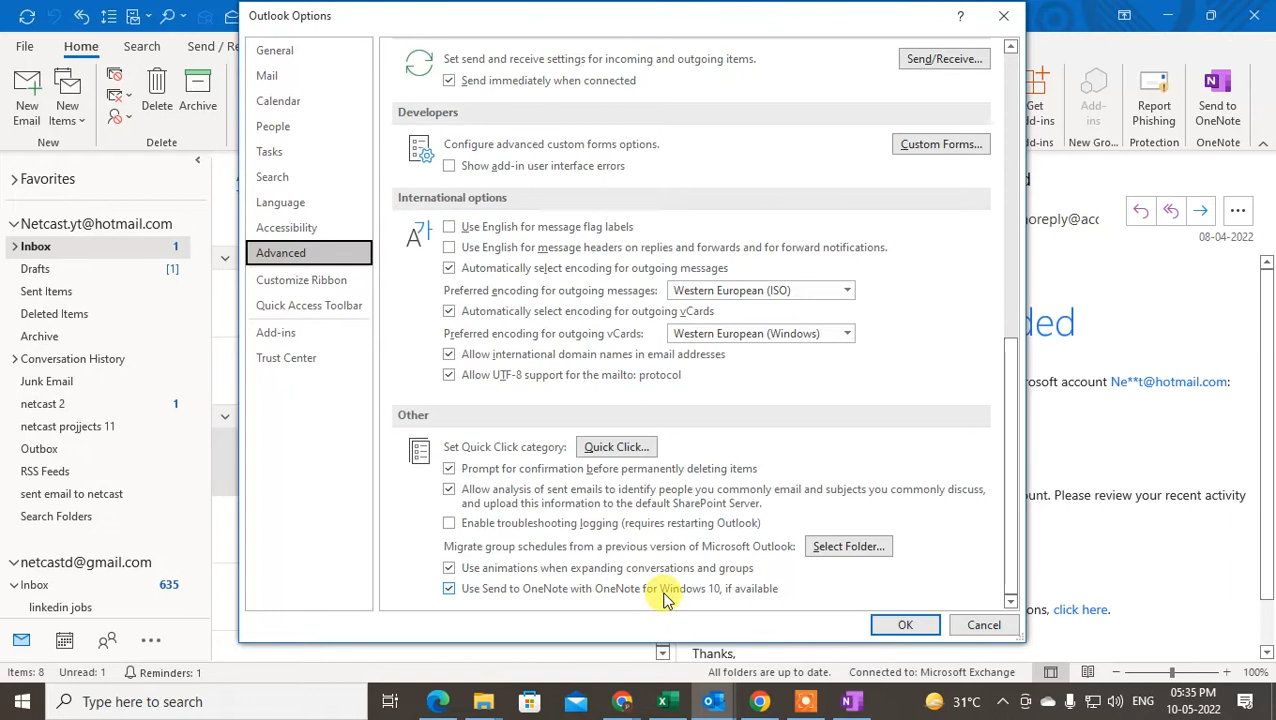 Outlook Options
?
File
Home
Search
Send / Re
New Email
New Items
Delete
Archive
New
Delete
Get Add-ins
Add-ins
Report Phishing
Send to OneNote
New Gro...
Protection
OneNote
Favorites
Netcast.yt@hotmail.com
Inbox 1
Drafts [1]
Sent Items
Deleted Items
Archive
Conversation History
Junk Email
netcast 2 1
netcast projjects 11
Outbox
RSS Feeds
sent email to netcast
Search Folders
netcastd@gmail.com
Inbox 635
linkedin jobs
General
Mail
Calendar
People
Tasks
Search
Language
Accessibility
Advanced
Customize Ribbon
Quick Access Toolbar
Add-ins
Trust Center
Set send and receive settings for incoming and outgoing items.
Send/Receive...
Send immediately when connected
Developers
Configure advanced custom forms options.
Custom Forms...
Show add-in user interface errors
International options
Use English for message flag labels
Use English for message headers on replies and forwards and for forward notifications.
Automatically select encoding for outgoing messages
Preferred encoding for outgoing messages: Western European (ISO)
Automatically select encoding for outgoing vCards
Preferred encoding for outgoing vCards: Western European (Windows)
Allow international domain names in email addresses
Allow UTF-8 support for the mailto: protocol
Other
Set Quick Click category: Quick Click...
Prompt for confirmation before permanently deleting items
Allow analysis of sent emails to identify people you commonly email and subjects you commonly discuss,
and upload this information to the default SharePoint Server.
Enable troubleshooting logging (requires restarting Outlook)
Migrate group schedules from a previous version of Microsoft Outlook: Select Folder...
Use animations when expanding conversations and groups
Use Send to OneNote with OneNote for Windows 10, if available
OK
Cancel
d
oreply@acc
08-04-2022
ded
rosoft account Ne**t@hotmail.com:
unt. Please review your recent activity
ons, click here.
Thanks,
Items: 8
Unread: 1
Reminders: 1
All folders are up to date.
Connected to: Microsoft Exchange
100%
Type here to search
31°C
ENG
05:35 PM
10-05-2022